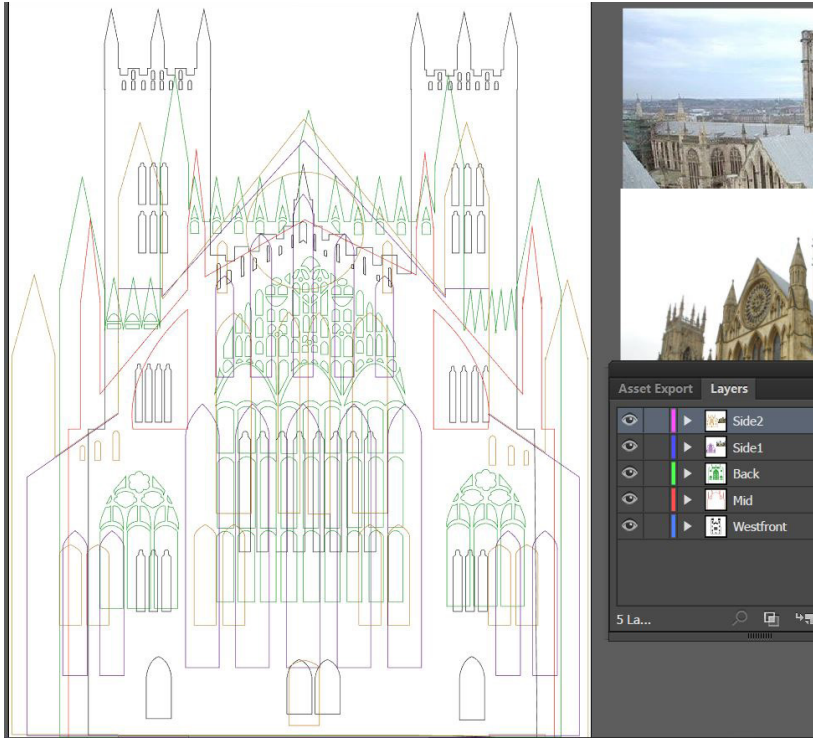 Asset Export Layers
Side2
Side1
Back
Mid
Westfront
5 La...